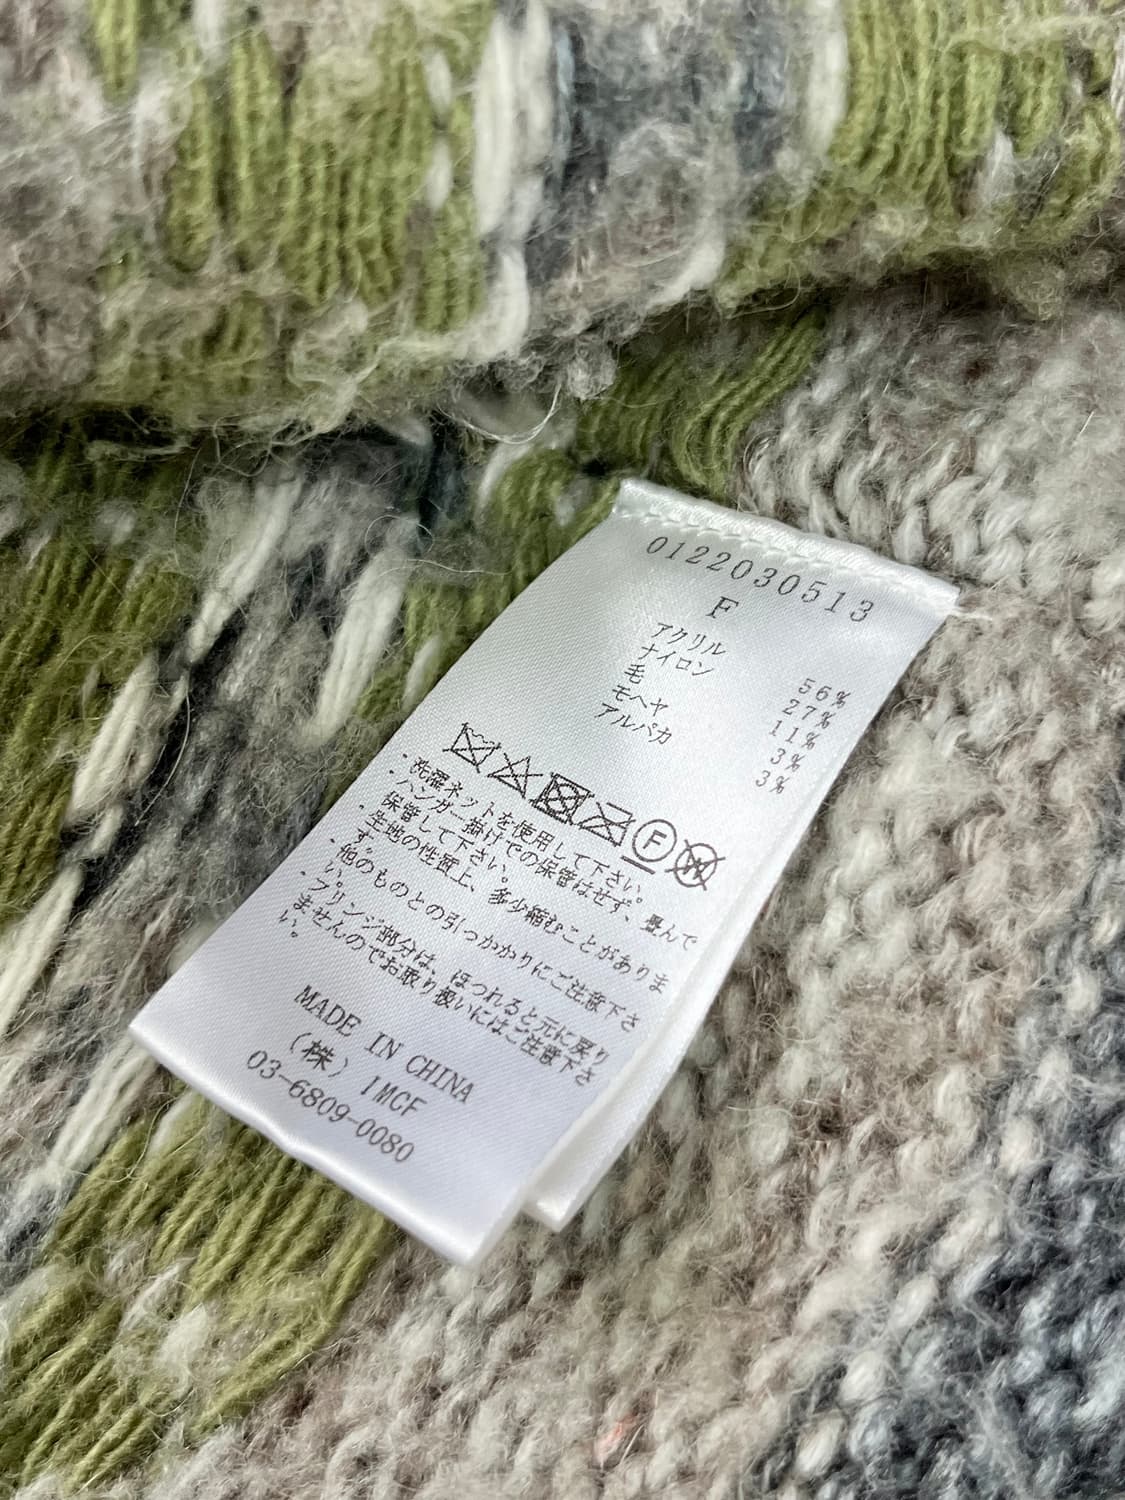 0122030513
F
アクリル 56%
ナイロン 27%
毛 11%
モヘヤ 3%
アルパカ 3%
F W
・洗濯ネットを使用して下さい。
・ハンガー掛けでの保管はせず、畳んで
保管して下さい。
・生地の性質上、多少縮むことがありま
す。
・他のものとの引っかかりにご注意下さ
い。
・フリンジ部分は、ほつれると元に戻り
ませんのでお取り扱いにはご注意下さ
い。
MADE IN CHINA
(株) IMCF
03-6809-0080